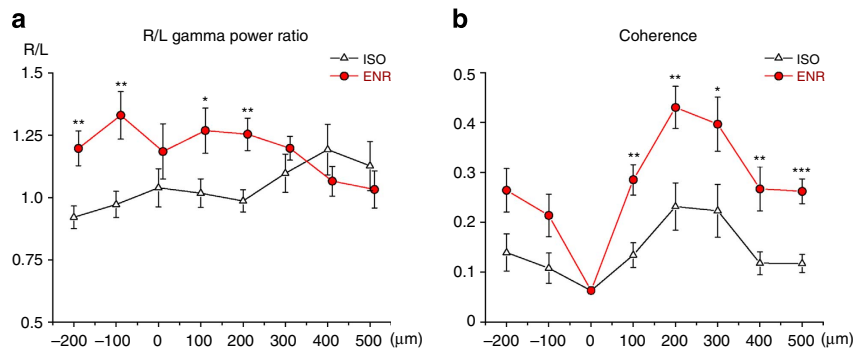 a
R/L gamma power ratio
R/L
ISO
ENR
1.5
1.25
1.0
0.75
0.5
** ** * **
−200 −100 0 100 200 300 400 500 (μm)
b
Coherence
ISO
ENR
0.5
0.4
0.3
0.2
0.1
0
** ** * ** ***
−200 −100 0 100 200 300 400 500 (μm)